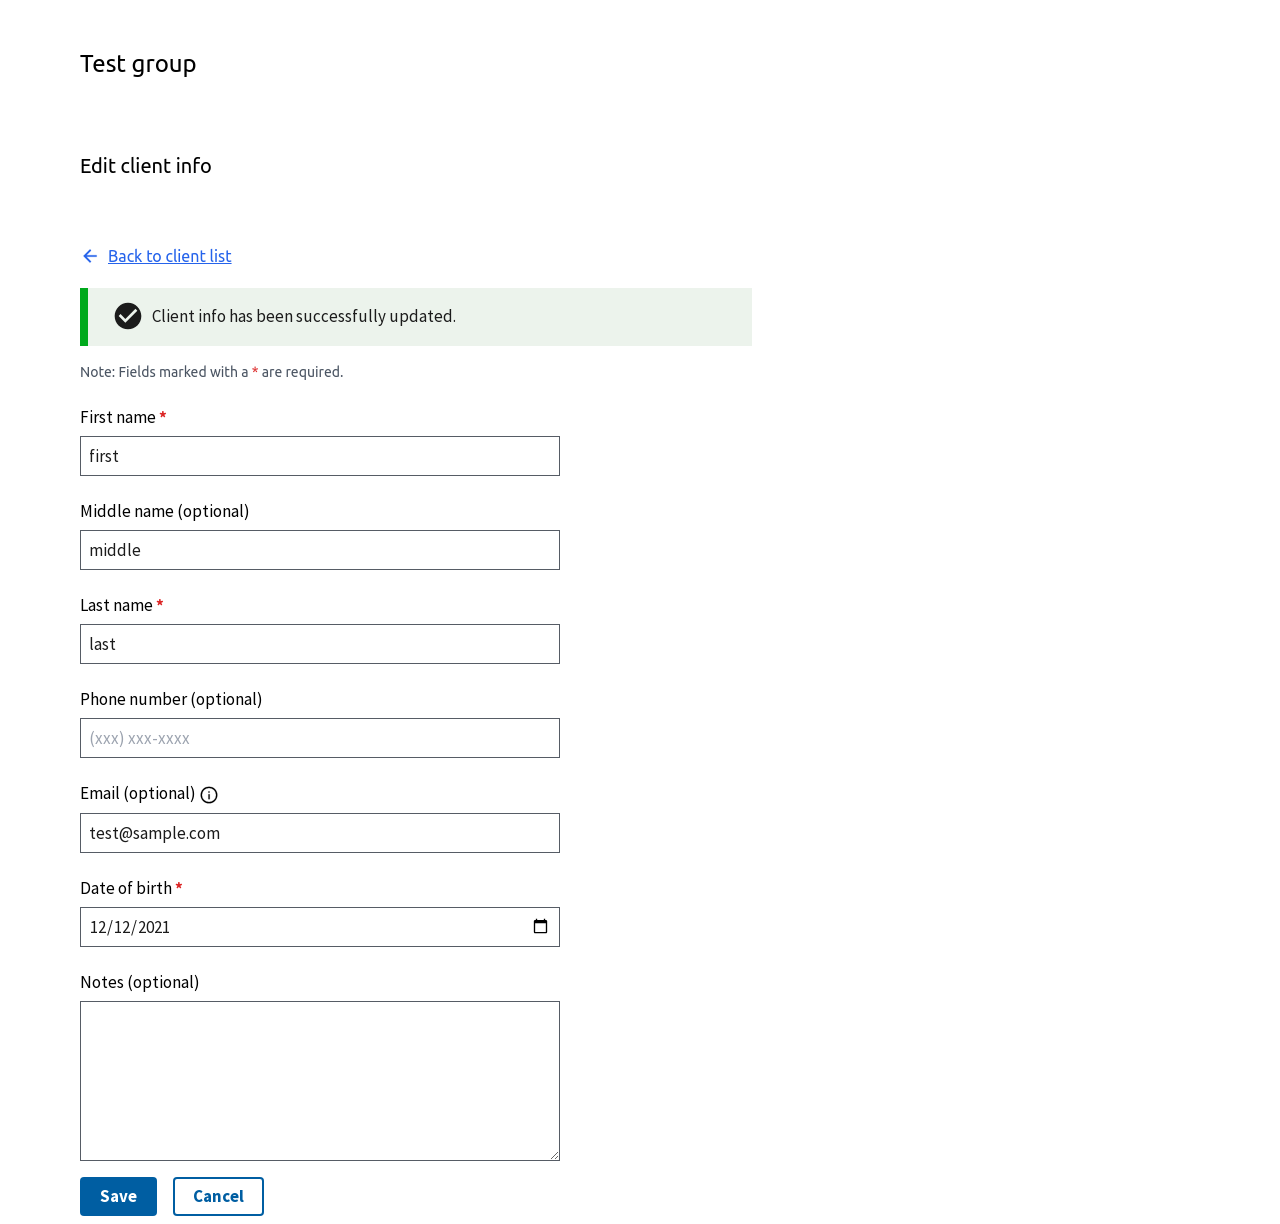 Test group
Edit client info
Back to client list
Client info has been successfully updated.
Note: Fields marked with a * are required.
First name *
first
Middle name (optional)
middle
Last name *
last
Phone number (optional)
(xxx) xxx-xxxx
Email (optional)
test@sample.com
Date of birth *
12/12/2021
Notes (optional)
Save Cancel